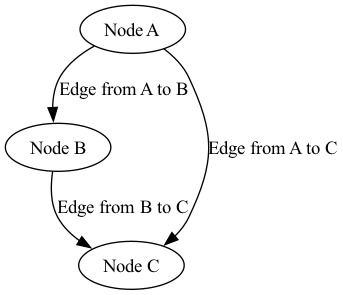 Node A
Edge from A to B
Node B
Edge from A to C
Edge from B to C
Node C